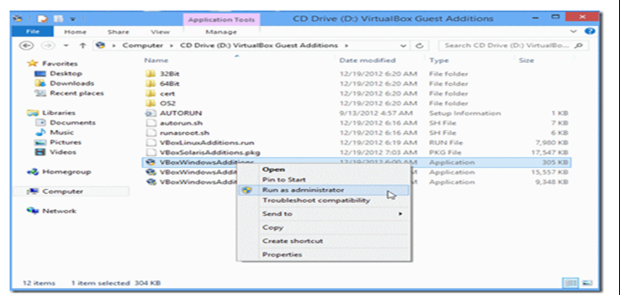 Application Tools CD Drive (D:) VirtualBox Guest Additions
File Home Share View Manage
Computer CD Drive (D:) VirtualBox Guest Additions Search CD Drive (D:) VirtualBo...
Name Date modified Type Size
Favorites
Desktop
Downloads
Recent places
Libraries
Documents
Music
Pictures
Videos
Homegroup
Computer
Network
32Bit 12/19/2012 6:20 AM File folder
64Bit 12/19/2012 6:20 AM File folder
cert 12/19/2012 6:20 AM File folder
OS2 12/19/2012 6:20 AM File folder
AUTORUN 9/13/2012 4:57 AM Setup Information 1 KB
autorun.sh 12/19/2012 6:16 AM SH File 7 KB
runasroot.sh 12/19/2012 6:16 AM SH File 6 KB
VBoxLinuxAdditions.run 12/19/2012 6:19 AM RUN File 7,980 KB
VBoxSolarisAdditions.pkg 12/19/2012 7:03 AM PKG File 17,547 KB
VBoxWindowsAdditions 12/19/2012 6:00 AM Application 305 KB
VBoxWindowsAddi Application 15,557 KB
VBoxWindowsAddi Application 9,348 KB
Open
Pin to Start
Run as administrator
Troubleshoot compatibility
Send to
Copy
Create shortcut
Properties
12 items 1 item selected 304 KB